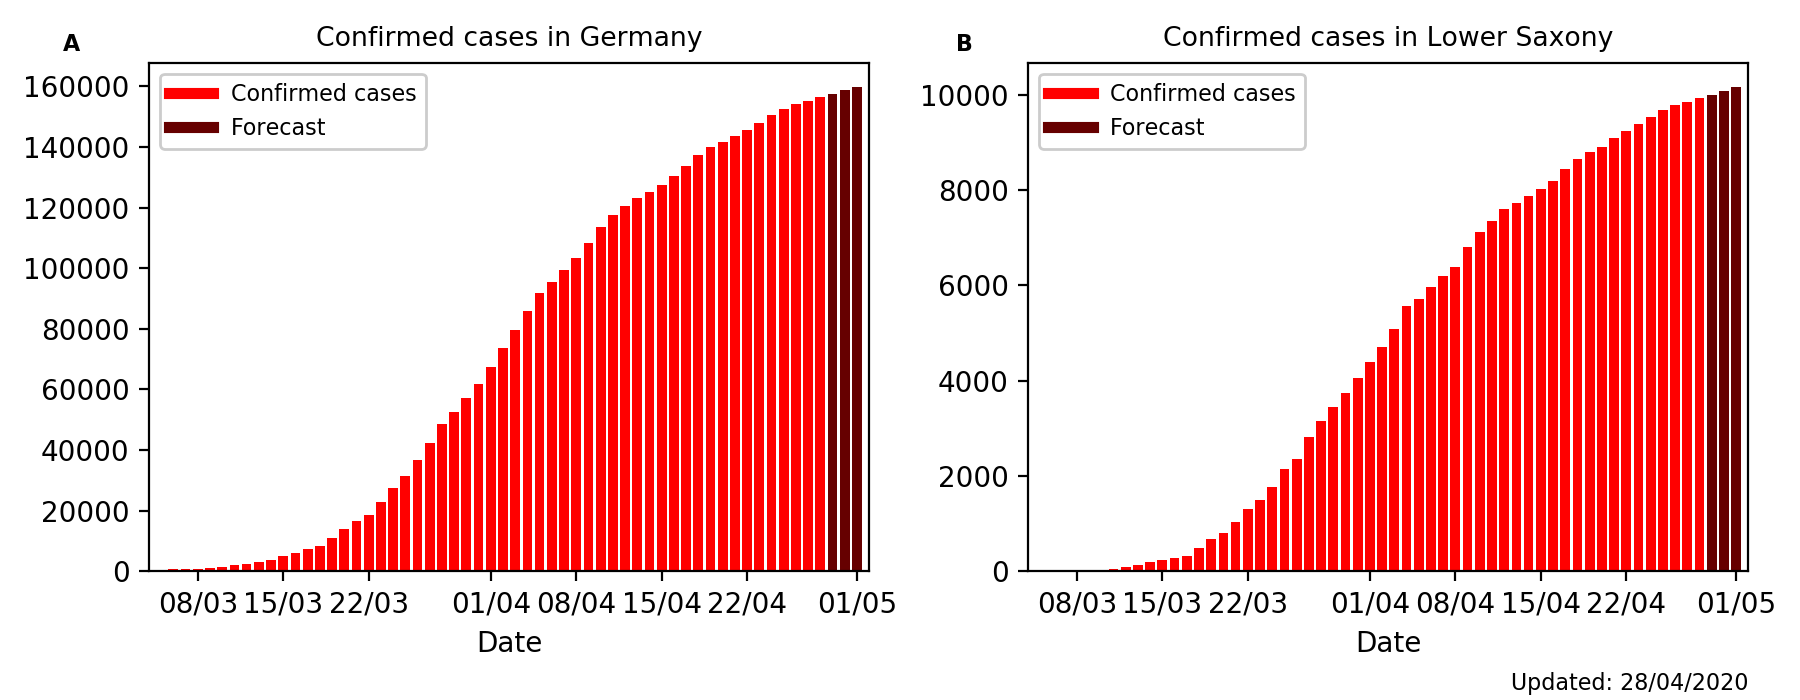 A
Confirmed cases in Germany
160000
140000
120000
100000
80000
60000
40000
20000
0
Confirmed cases
Forecast
08/03 15/03 22/03 01/04 08/04 15/04 22/04 01/05
Date
B
Confirmed cases in Lower Saxony
10000
8000
6000
4000
2000
0
Confirmed cases
Forecast
08/03 15/03 22/03 01/04 08/04 15/04 22/04 01/05
Date
Updated: 28/04/2020